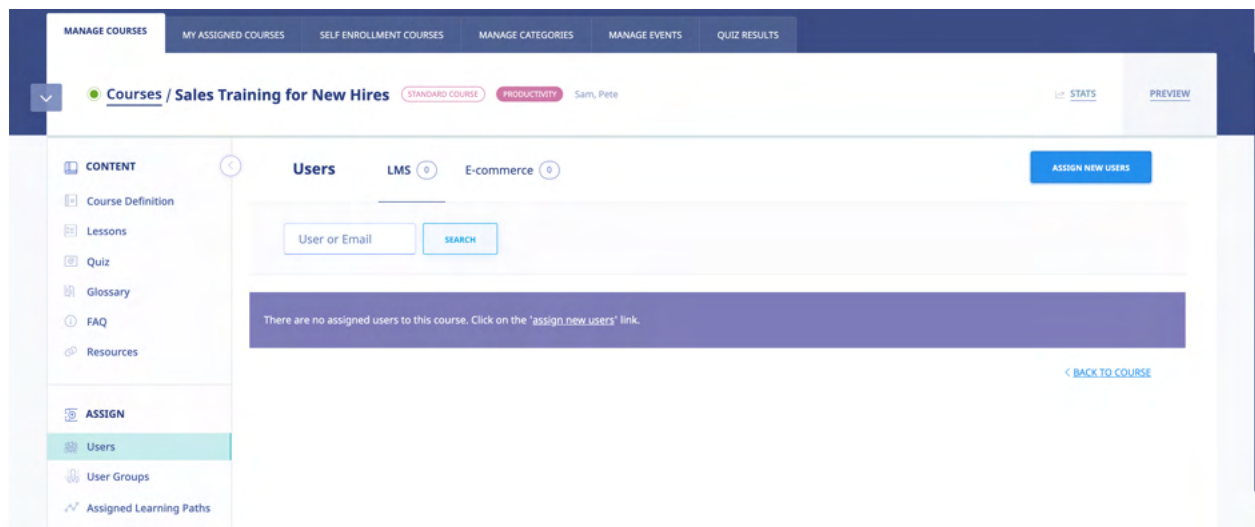 MANAGE COURSES MY ASSIGNED COURSES SELF ENROLLMENT COURSES MANAGE CATEGORIES MANAGE EVENTS QUIZ RESULTS
Courses / Sales Training for New Hires STANDARD COURSE PRODUCTIVITY Sam, Pete STATS PREVIEW
CONTENT
Course Definition
Lessons
Quiz
Glossary
FAQ
Resources
ASSIGN
Users
User Groups
Assigned Learning Paths
Users LMS 0 E-commerce 0 ASSIGN NEW USERS
User or Email SEARCH
There are no assigned users to this course. Click on the 'assign new users' link.
< BACK TO COURSE